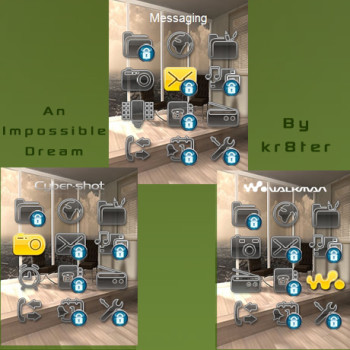 Messaging
An
Impossible
Dream
By
kr8ter
Cyber-shot
WALKMAN